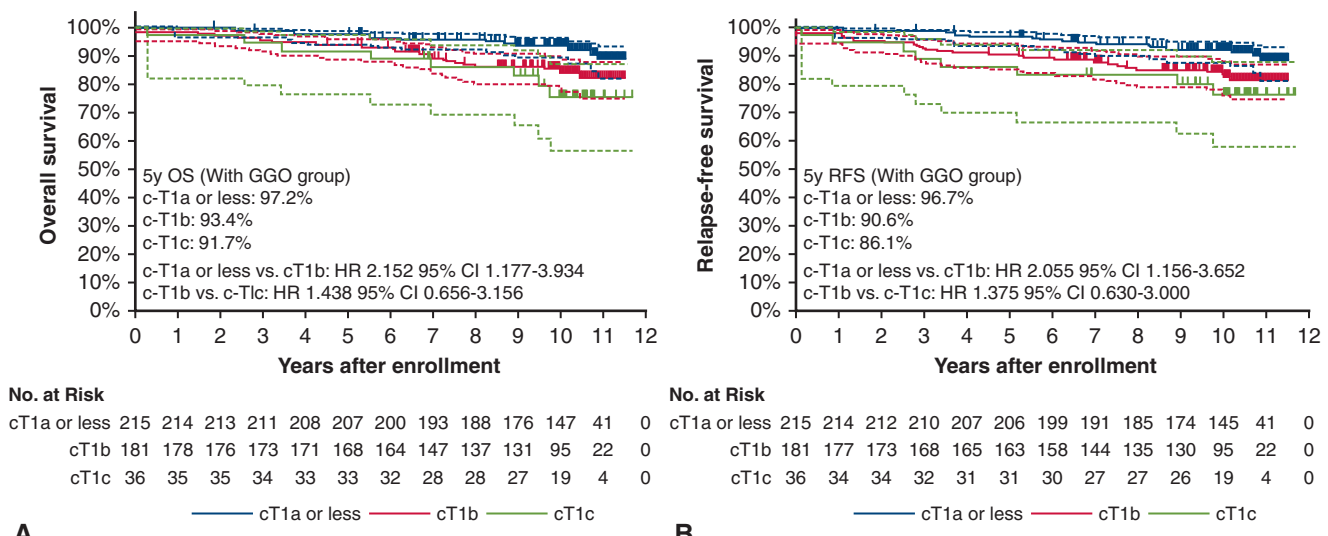 100%
90%
80%
70%
60%
50%
40%
30%
20%
10%
0%
Overall survival
5y OS (With GGO group)
c-T1a or less: 97.2%
c-T1b: 93.4%
c-T1c: 91.7%
c-T1a or less vs. cT1b: HR 2.152 95% CI 1.177-3.934
c-T1b vs. c-Tlc: HR 1.438 95% CI 0.656-3.156
0 1 2 3 4 5 6 7 8 9 10 11 12
Years after enrollment
No. at Risk
cT1a or less 215 214 213 211 208 207 200 193 188 176 147 41 0
cT1b 181 178 176 173 171 168 164 147 137 131 95 22 0
cT1c 36 35 35 34 33 33 32 28 28 27 19 4 0
cT1a or less cT1b cT1c
A
100%
90%
80%
70%
60%
50%
40%
30%
20%
10%
0%
Relapse-free survival
5y RFS (With GGO group)
c-T1a or less: 96.7%
c-T1b: 90.6%
c-T1c: 86.1%
c-T1a or less vs. cT1b: HR 2.055 95% CI 1.156-3.652
c-T1b vs. c-T1c: HR 1.375 95% CI 0.630-3.000
0 1 2 3 4 5 6 7 8 9 10 11 12
Years after enrollment
No. at Risk
cT1a or less 215 214 212 210 207 206 199 191 185 174 145 41 0
cT1b 181 177 173 168 165 163 158 144 135 130 95 22 0
cT1c 36 34 34 32 31 31 30 27 27 26 19 4 0
cT1a or less cT1b cT1c
B